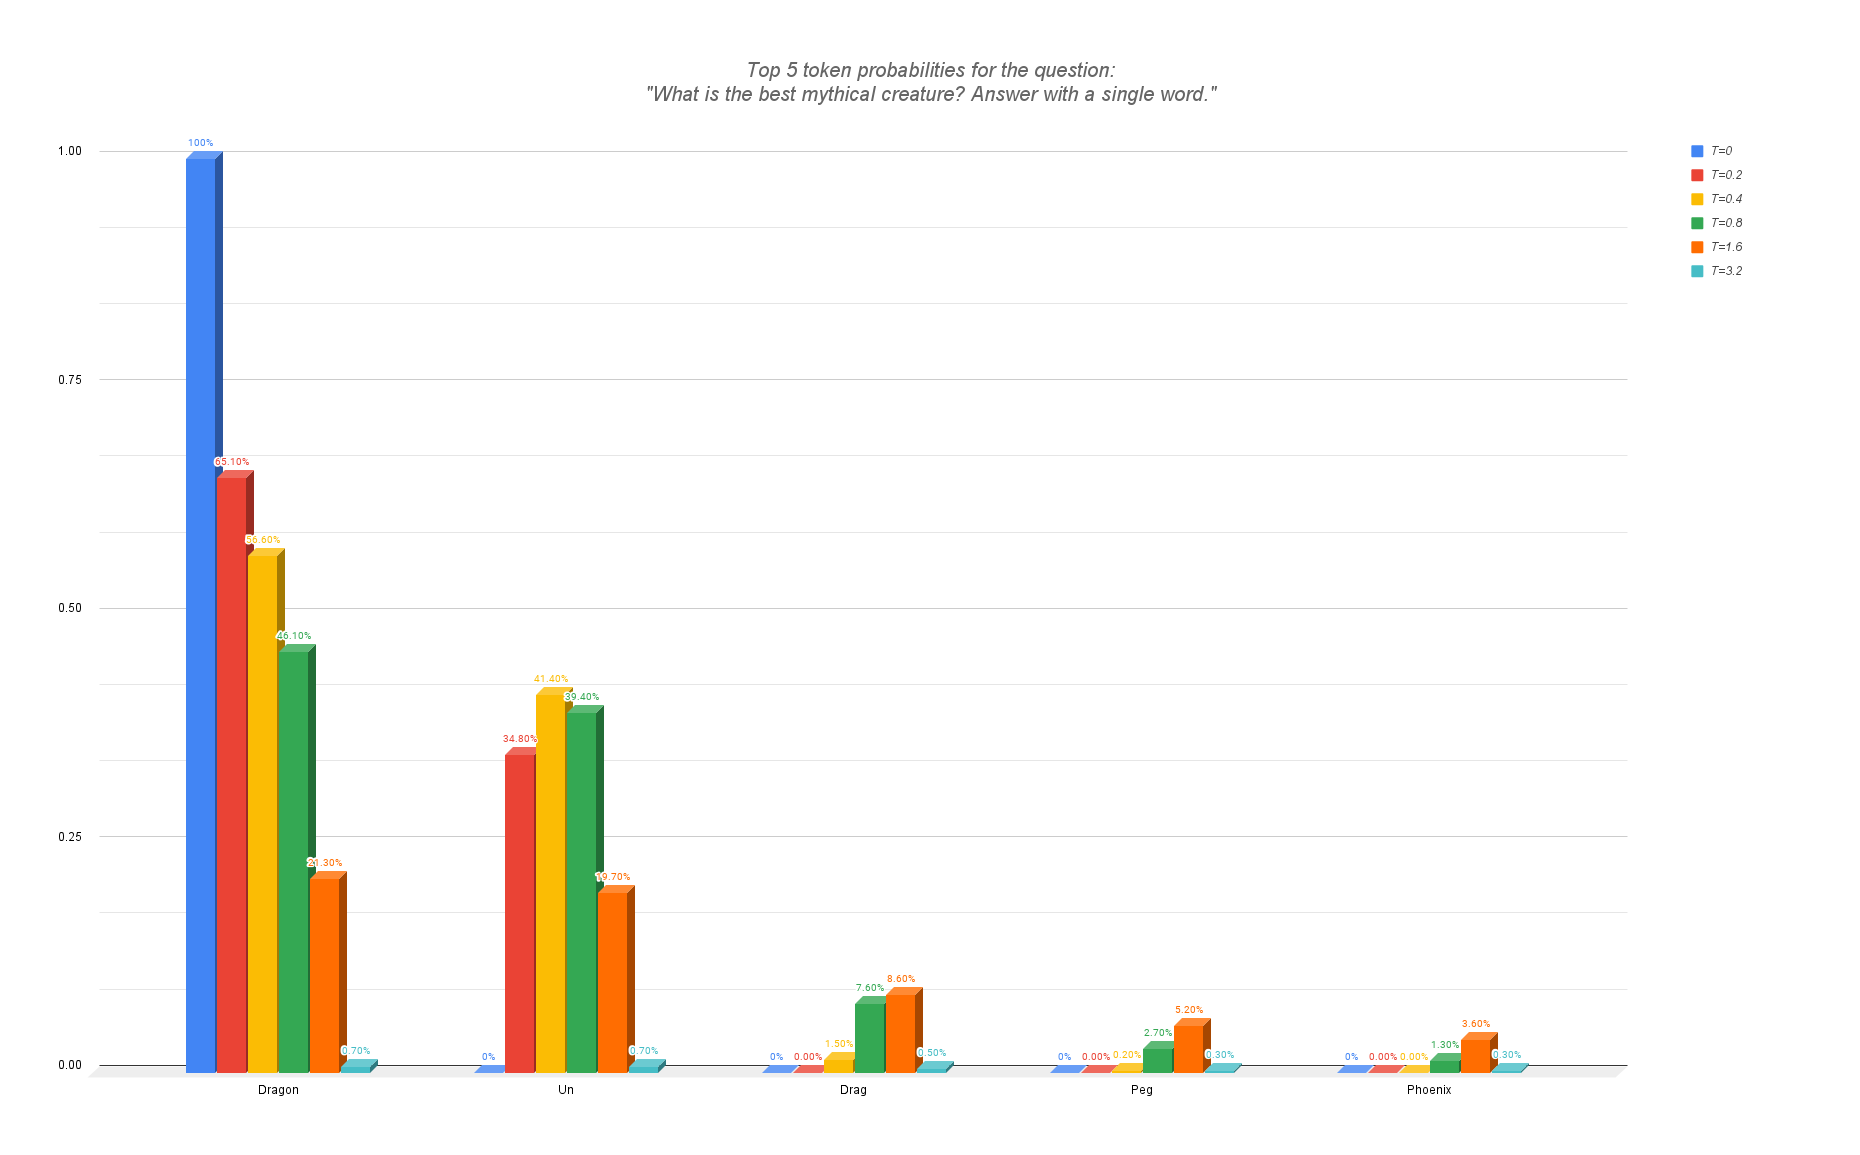 Top 5 token probabilities for the question:
"What is the best mythical creature? Answer with a single word."
1.00
0.75
0.50
0.25
0.00
100%
65.10%
56.60%
46.10%
21.30%
0.70%
0%
34.80%
41.40%
39.40%
19.70%
0.70%
0%
0.00%
1.50%
7.60%
8.60%
0.50%
0%
0.00%
0.20%
2.70%
5.20%
0.30%
0%
0.00%
0.00%
1.30%
3.60%
0.30%
Dragon
Un
Drag
Peg
Phoenix
T=0
T=0.2
T=0.4
T=0.8
T=1.6
T=3.2